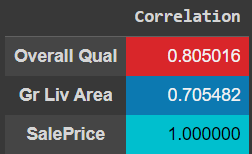 Correlation
Overall Qual 0.805016
Gr Liv Area 0.705482
SalePrice 1.000000